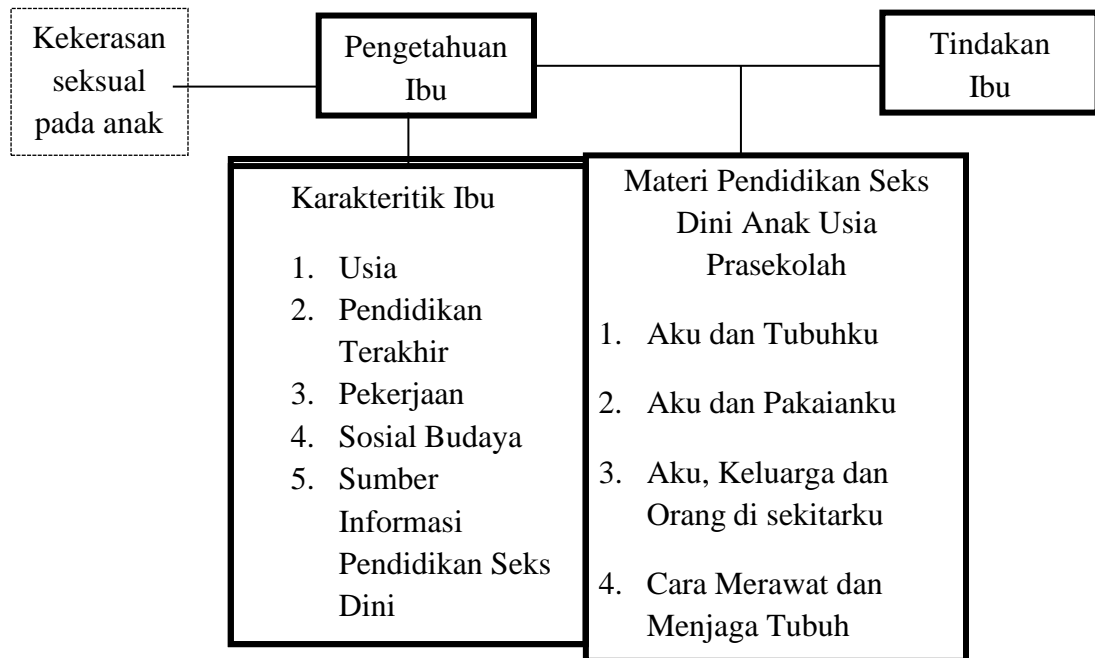 Kekerasan
seksual
pada anak
Pengetahuan
Ibu
Tindakan
Ibu
Karakteritik Ibu
1. Usia
2. Pendidikan
Terakhir
3. Pekerjaan
4. Sosial Budaya
5. Sumber
Informasi
Pendidikan Seks
Dini
Materi Pendidikan Seks
Dini Anak Usia
Prasekolah
1. Aku dan Tubuhku
2. Aku dan Pakaianku
3. Aku, Keluarga dan
Orang di sekitarku
4. Cara Merawat dan
Menjaga Tubuh